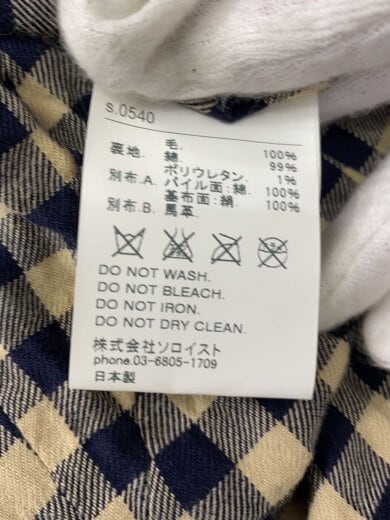 s.0540
毛. 100%
裏地. 綿. 99%
ポリウレタン. 1%
別布.A. パイル面:綿. 100%
基布面:絹. 100%
別布.B. 馬革.
DO NOT WASH.
DO NOT BLEACH.
DO NOT IRON.
DO NOT DRY CLEAN.
株式会社ソロイスト
phone.03-6805-1709
日本製